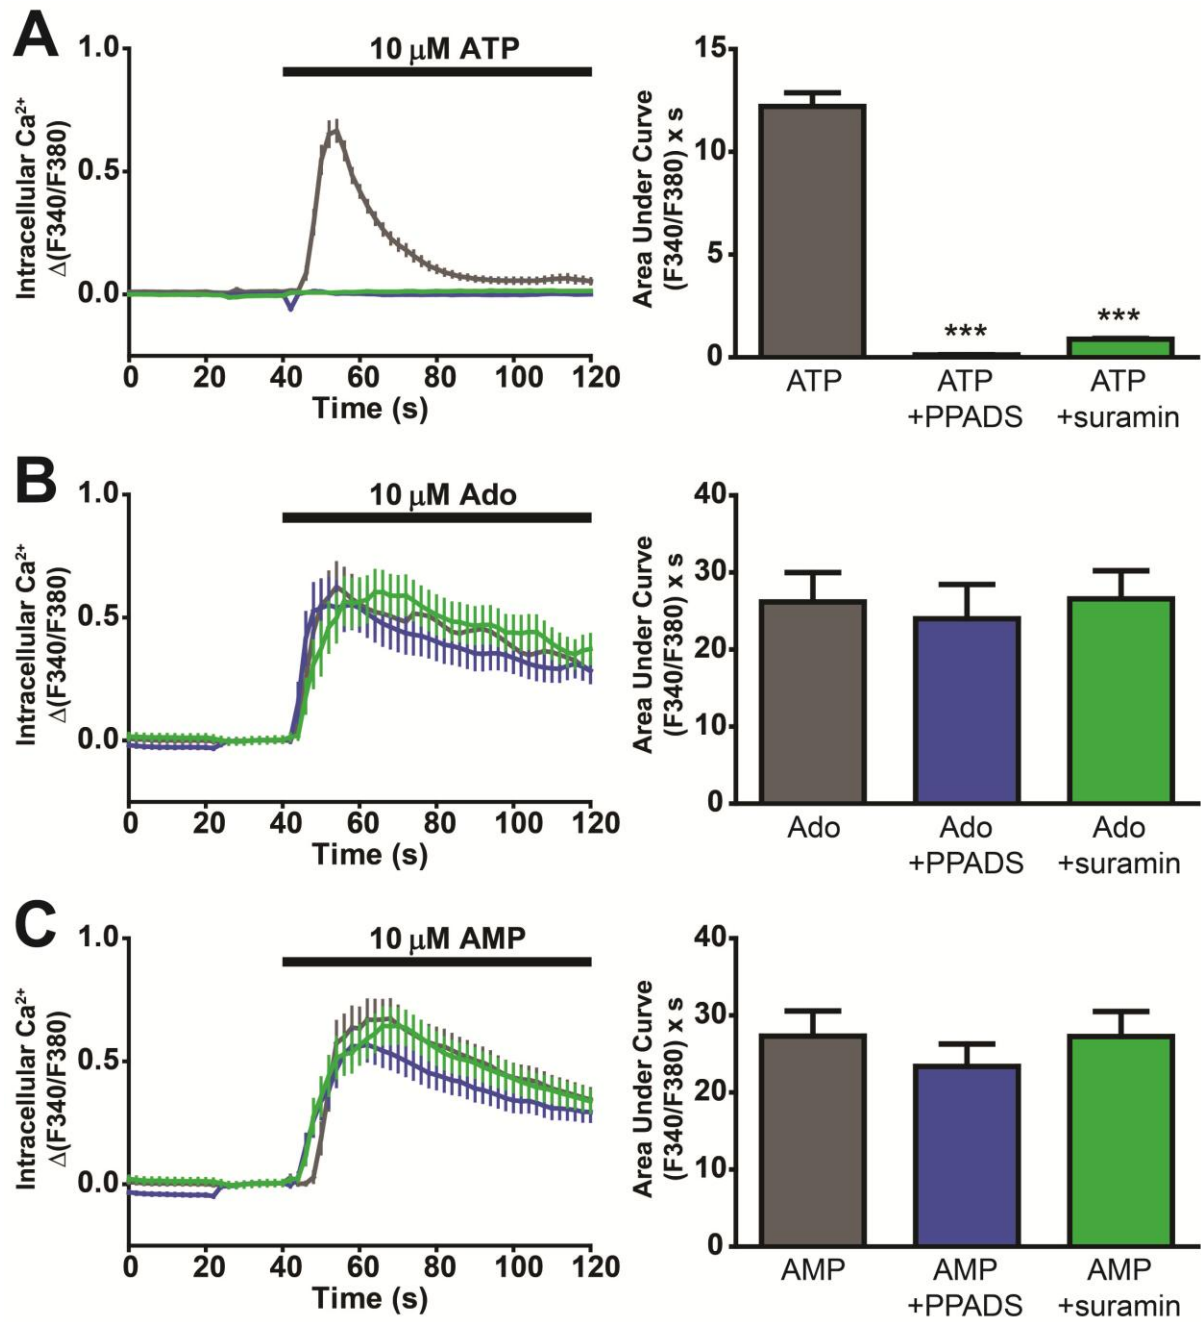 A
10 μM ATP
Intracellular Ca²⁺
Δ(F340/F380)
1.0
0.5
0.0
0 20 40 60 80 100 120
Time (s)
Area Under Curve
(F340/F380) x s
15
10
5
0
***
***
ATP
ATP
+PPADS
ATP
+suramin
B
10 μM Ado
Intracellular Ca²⁺
Δ(F340/F380)
1.0
0.5
0.0
0 20 40 60 80 100 120
Time (s)
Area Under Curve
(F340/F380) x s
40
30
20
10
0
Ado
Ado
+PPADS
Ado
+suramin
C
10 μM AMP
Intracellular Ca²⁺
Δ(F340/F380)
1.0
0.5
0.0
0 20 40 60 80 100 120
Time (s)
Area Under Curve
(F340/F380) x s
40
30
20
10
0
AMP
AMP
+PPADS
AMP
+suramin